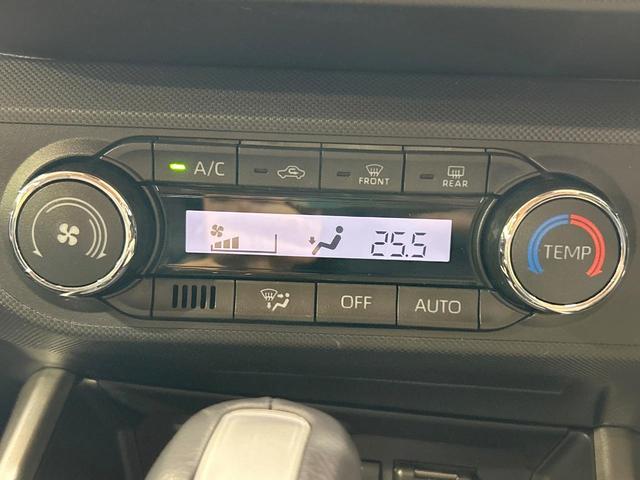 A/C
FRONT
REAR
25.5
TEMP
OFF
AUTO